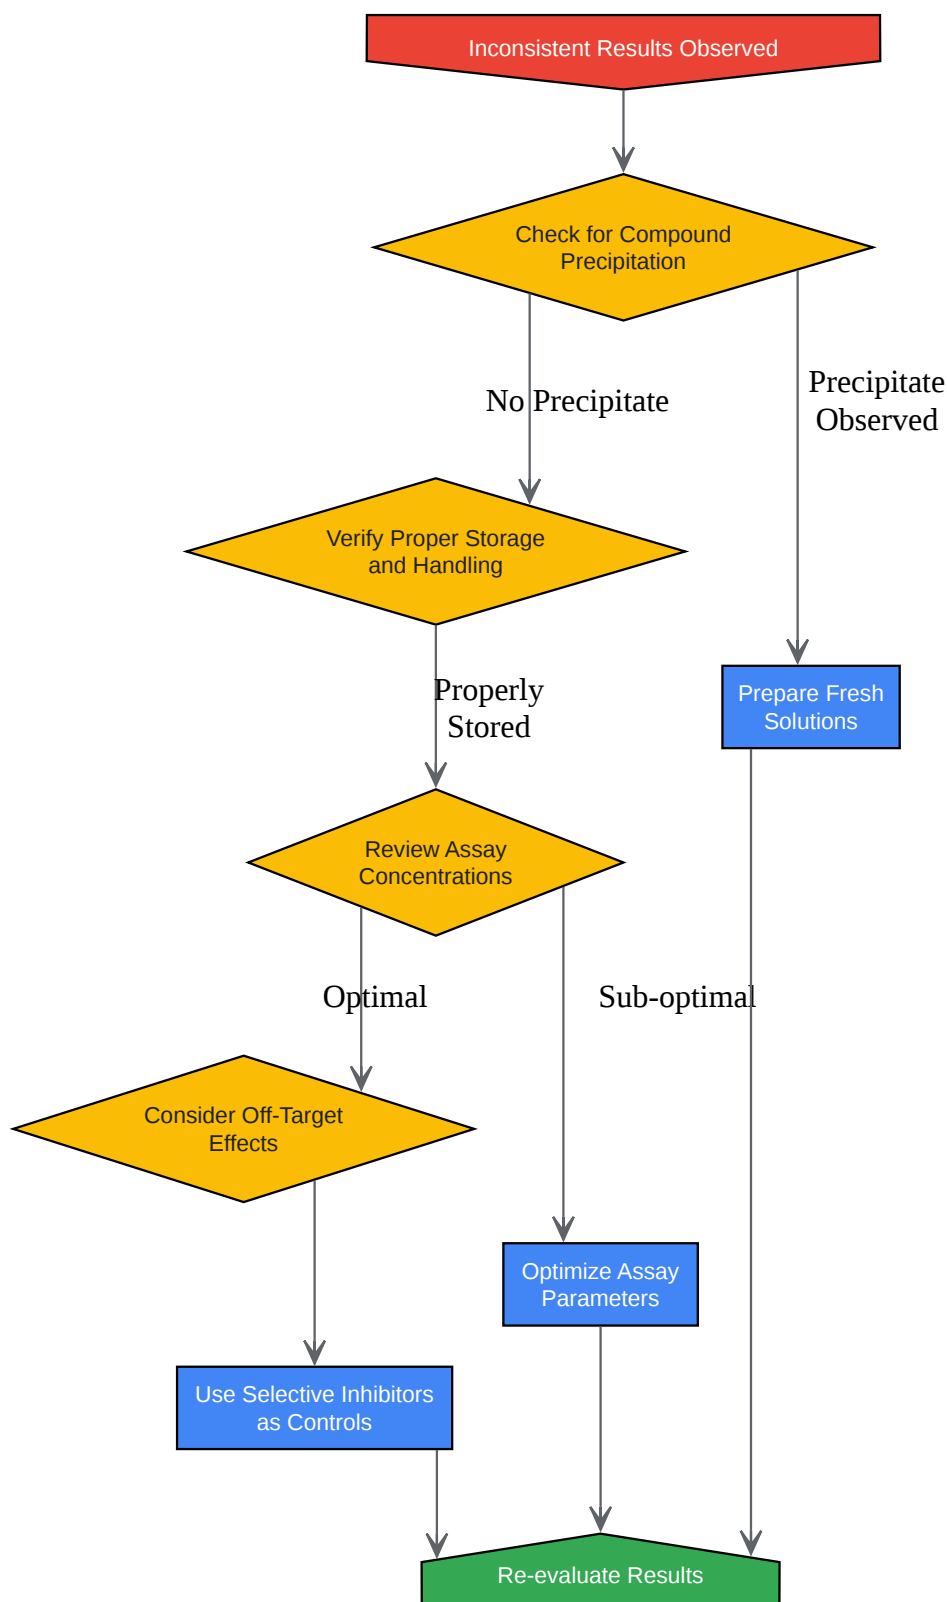 Inconsistent Results Observed
Check for Compound
Precipitation
No Precipitate
Precipitate
Observed
Verify Proper Storage
and Handling
Properly
Stored
Prepare Fresh
Solutions
Review Assay
Concentrations
Optimal
Sub-optimal
Consider Off-Target
Effects
Optimize Assay
Parameters
Use Selective Inhibitors
as Controls
Re-evaluate Results